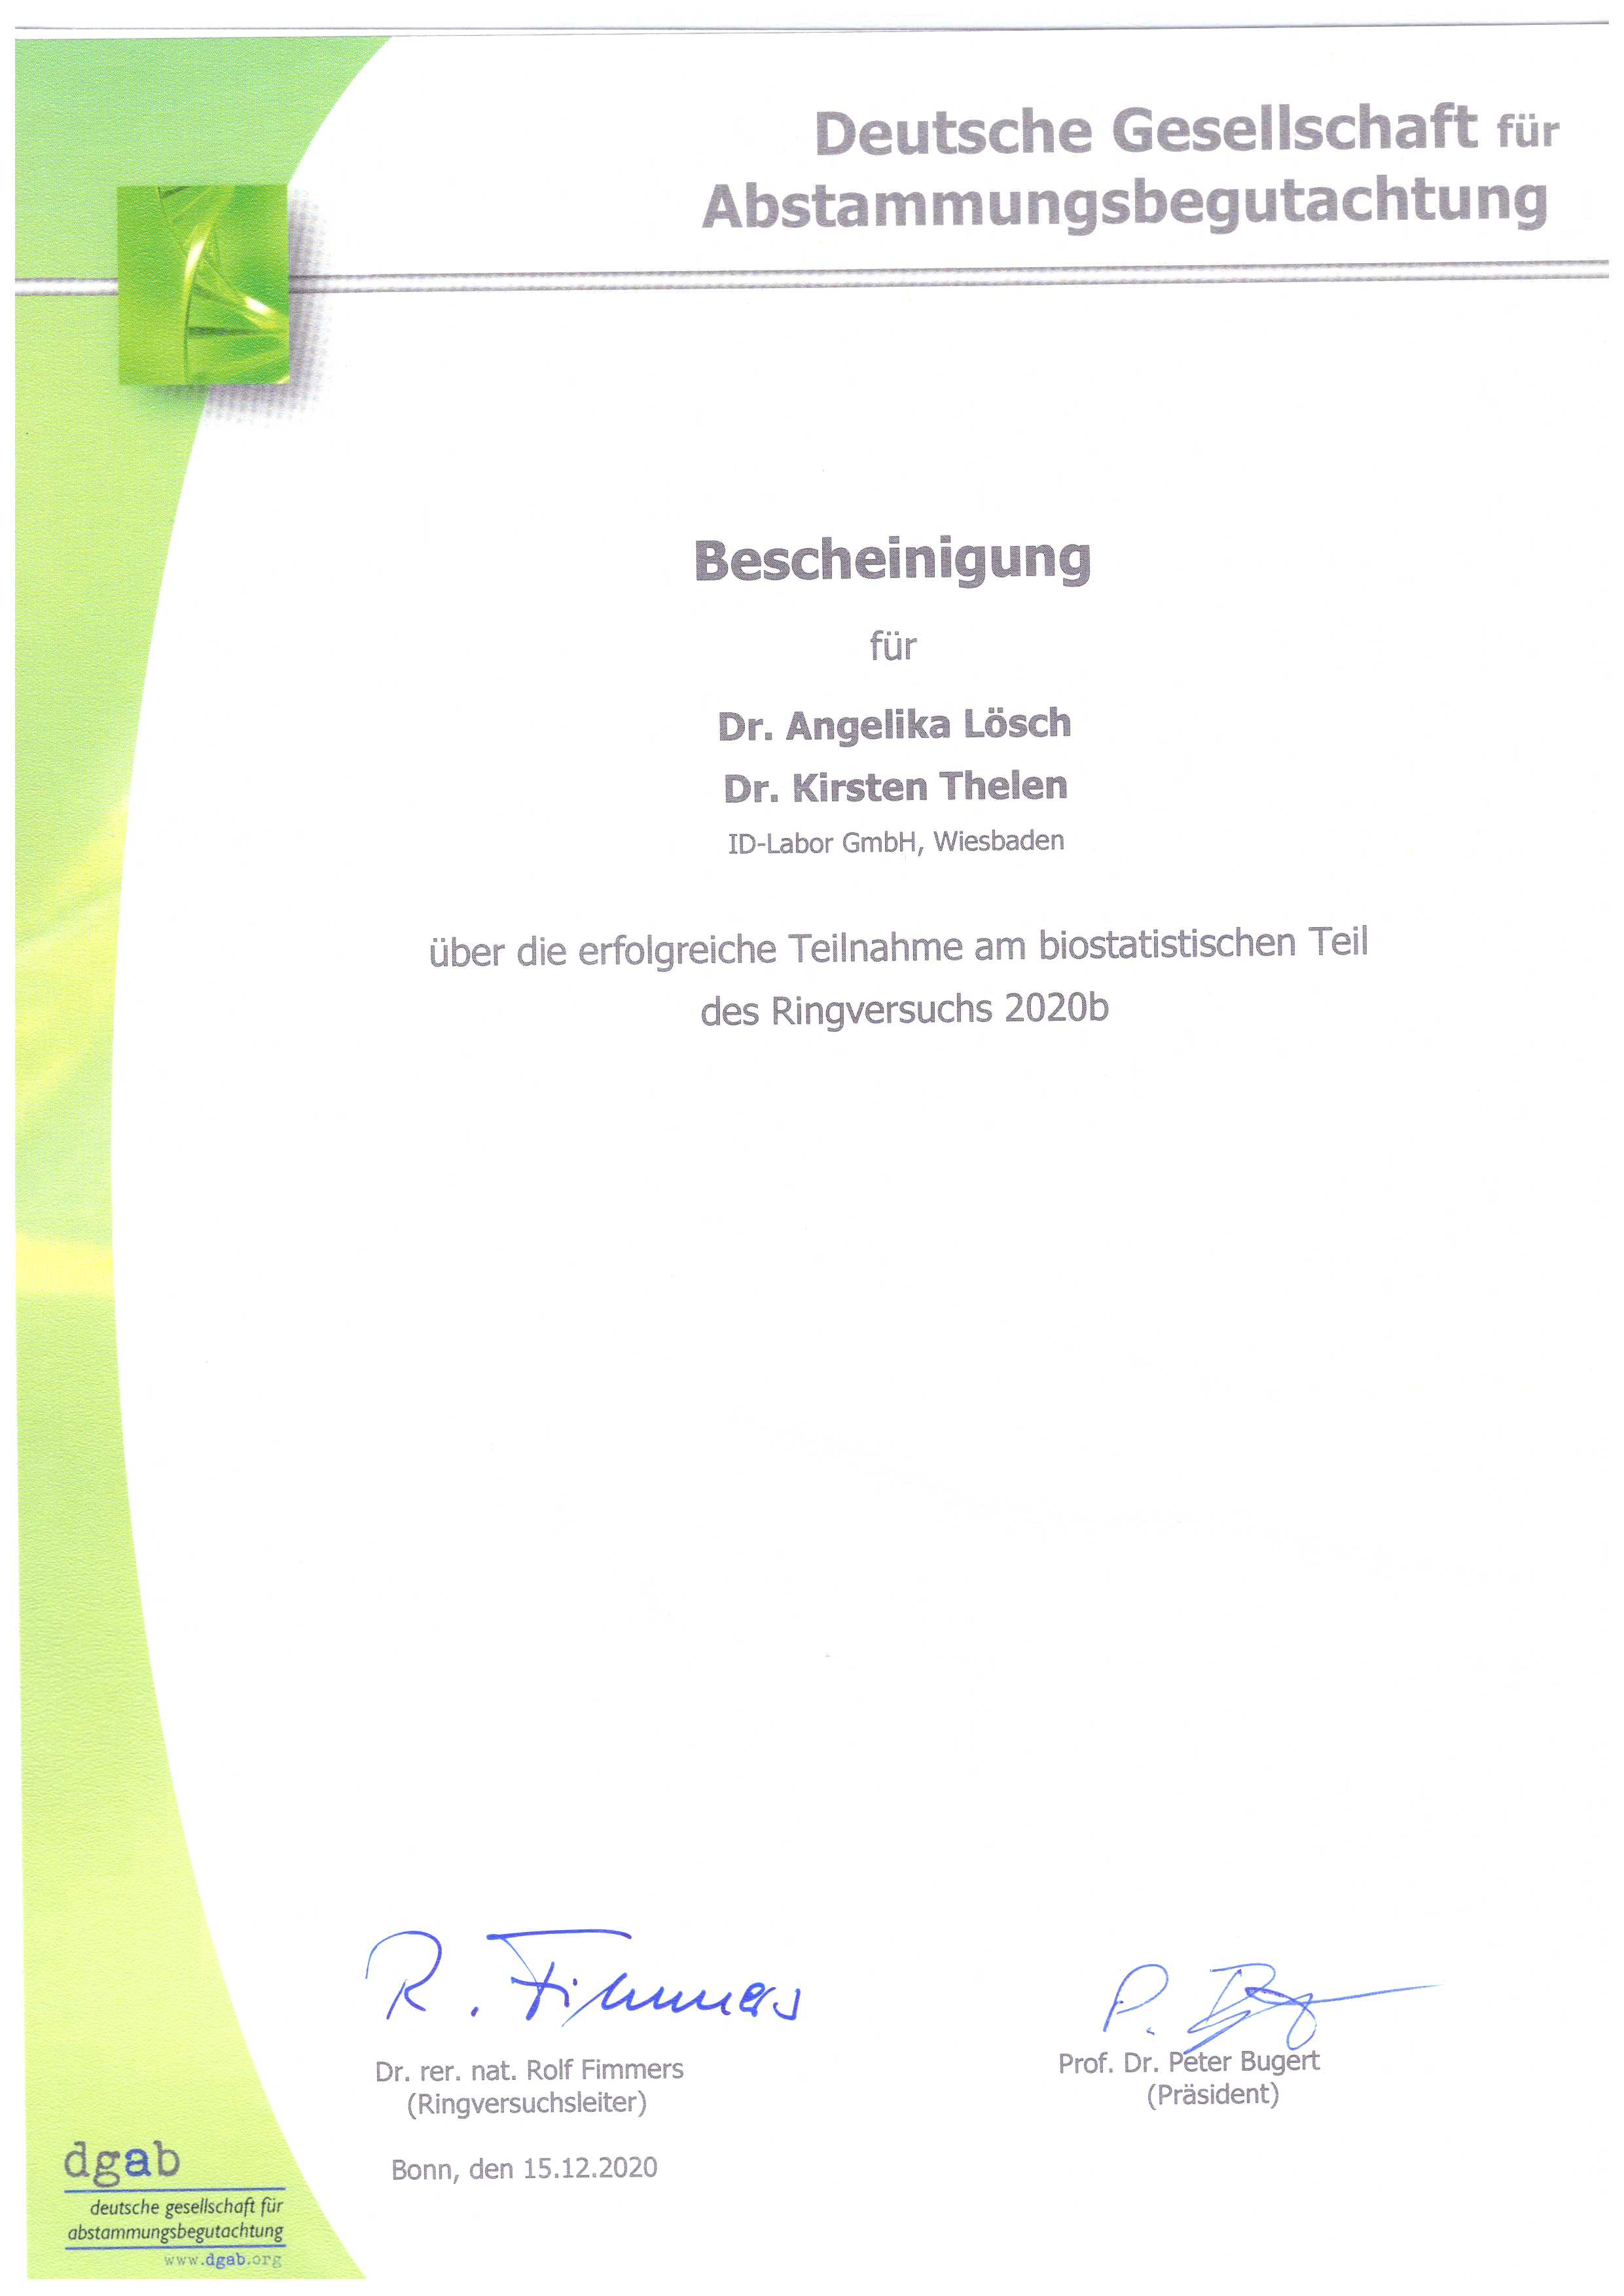 Deutsche Gesellschaft für
Abstammungsbegutachtung
Bescheinigung
für
Dr. Angelika Lösch
Dr. Kirsten Thelen
ID-Labor GmbH, Wiesbaden
über die erfolgreiche Teilnahme am biostatistischen Teil
des Ringversuchs 2020b
R. Fimmers
P. Bugert
Dr. rer. nat. Rolf Fimmers
(Ringversuchsleiter)
Prof. Dr. Peter Bugert
(Präsident)
Bonn, den 15.12.2020
dgab
deutsche gesellschaft für
abstammungsbegutachtung
www.dgab.org